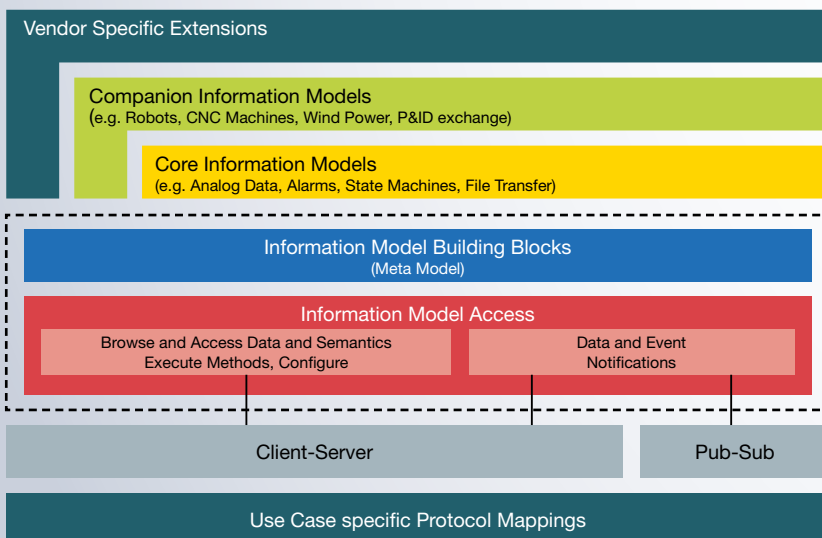 Vendor Specific Extensions
Companion Information Models
(e.g. Robots, CNC Machines, Wind Power, P&ID exchange)
Core Information Models
(e.g. Analog Data, Alarms, State Machines, File Transfer)
Information Model Building Blocks
(Meta Model)
Information Model Access
Browse and Access Data and Semantics
Execute Methods, Configure
Data and Event
Notifications
Client-Server
Pub-Sub
Use Case specific Protocol Mappings